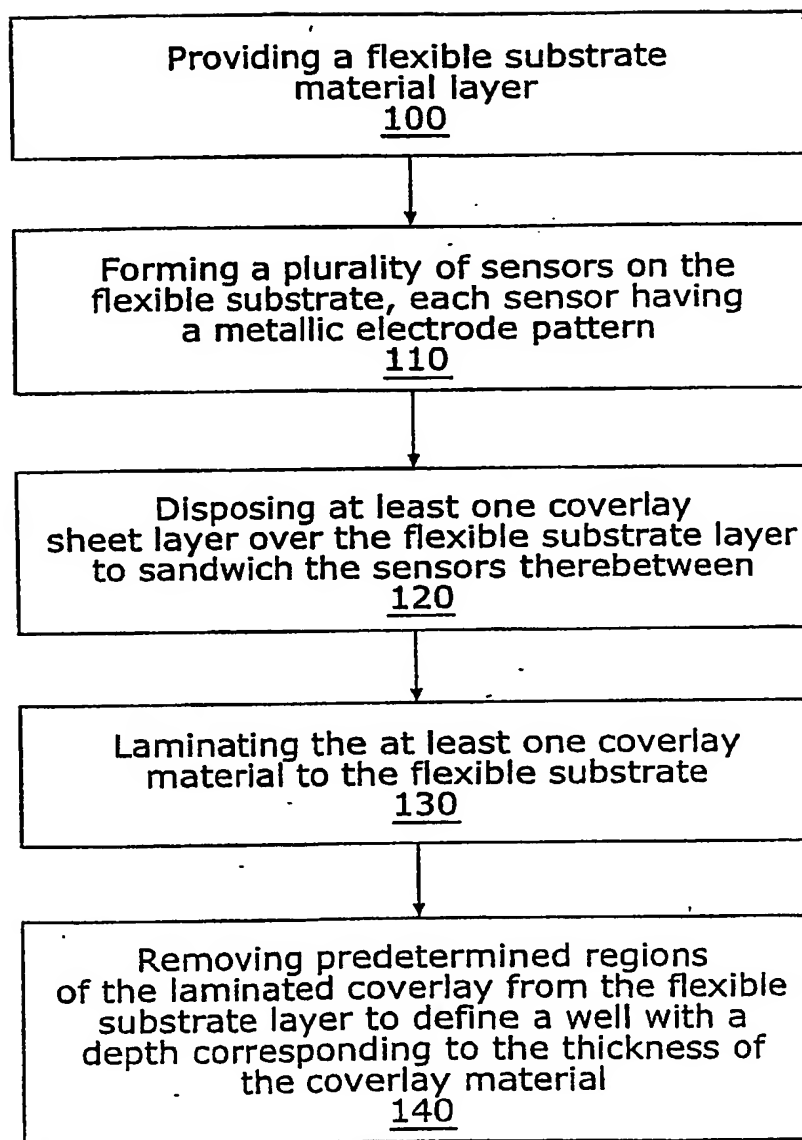 Providing a flexible substrate
material layer
100
Forming a plurality of sensors on the
flexible substrate, each sensor having
a metallic electrode pattern
110
Disposing at least one coverlay
sheet layer over the flexible substrate layer
to sandwich the sensors therebetween
120
Laminating the at least one coverlay
material to the flexible substrate
130
Removing predetermined regions
of the laminated coverlay from the flexible
substrate layer to define a well with a
depth corresponding to the thickness of
the coverlay material
140